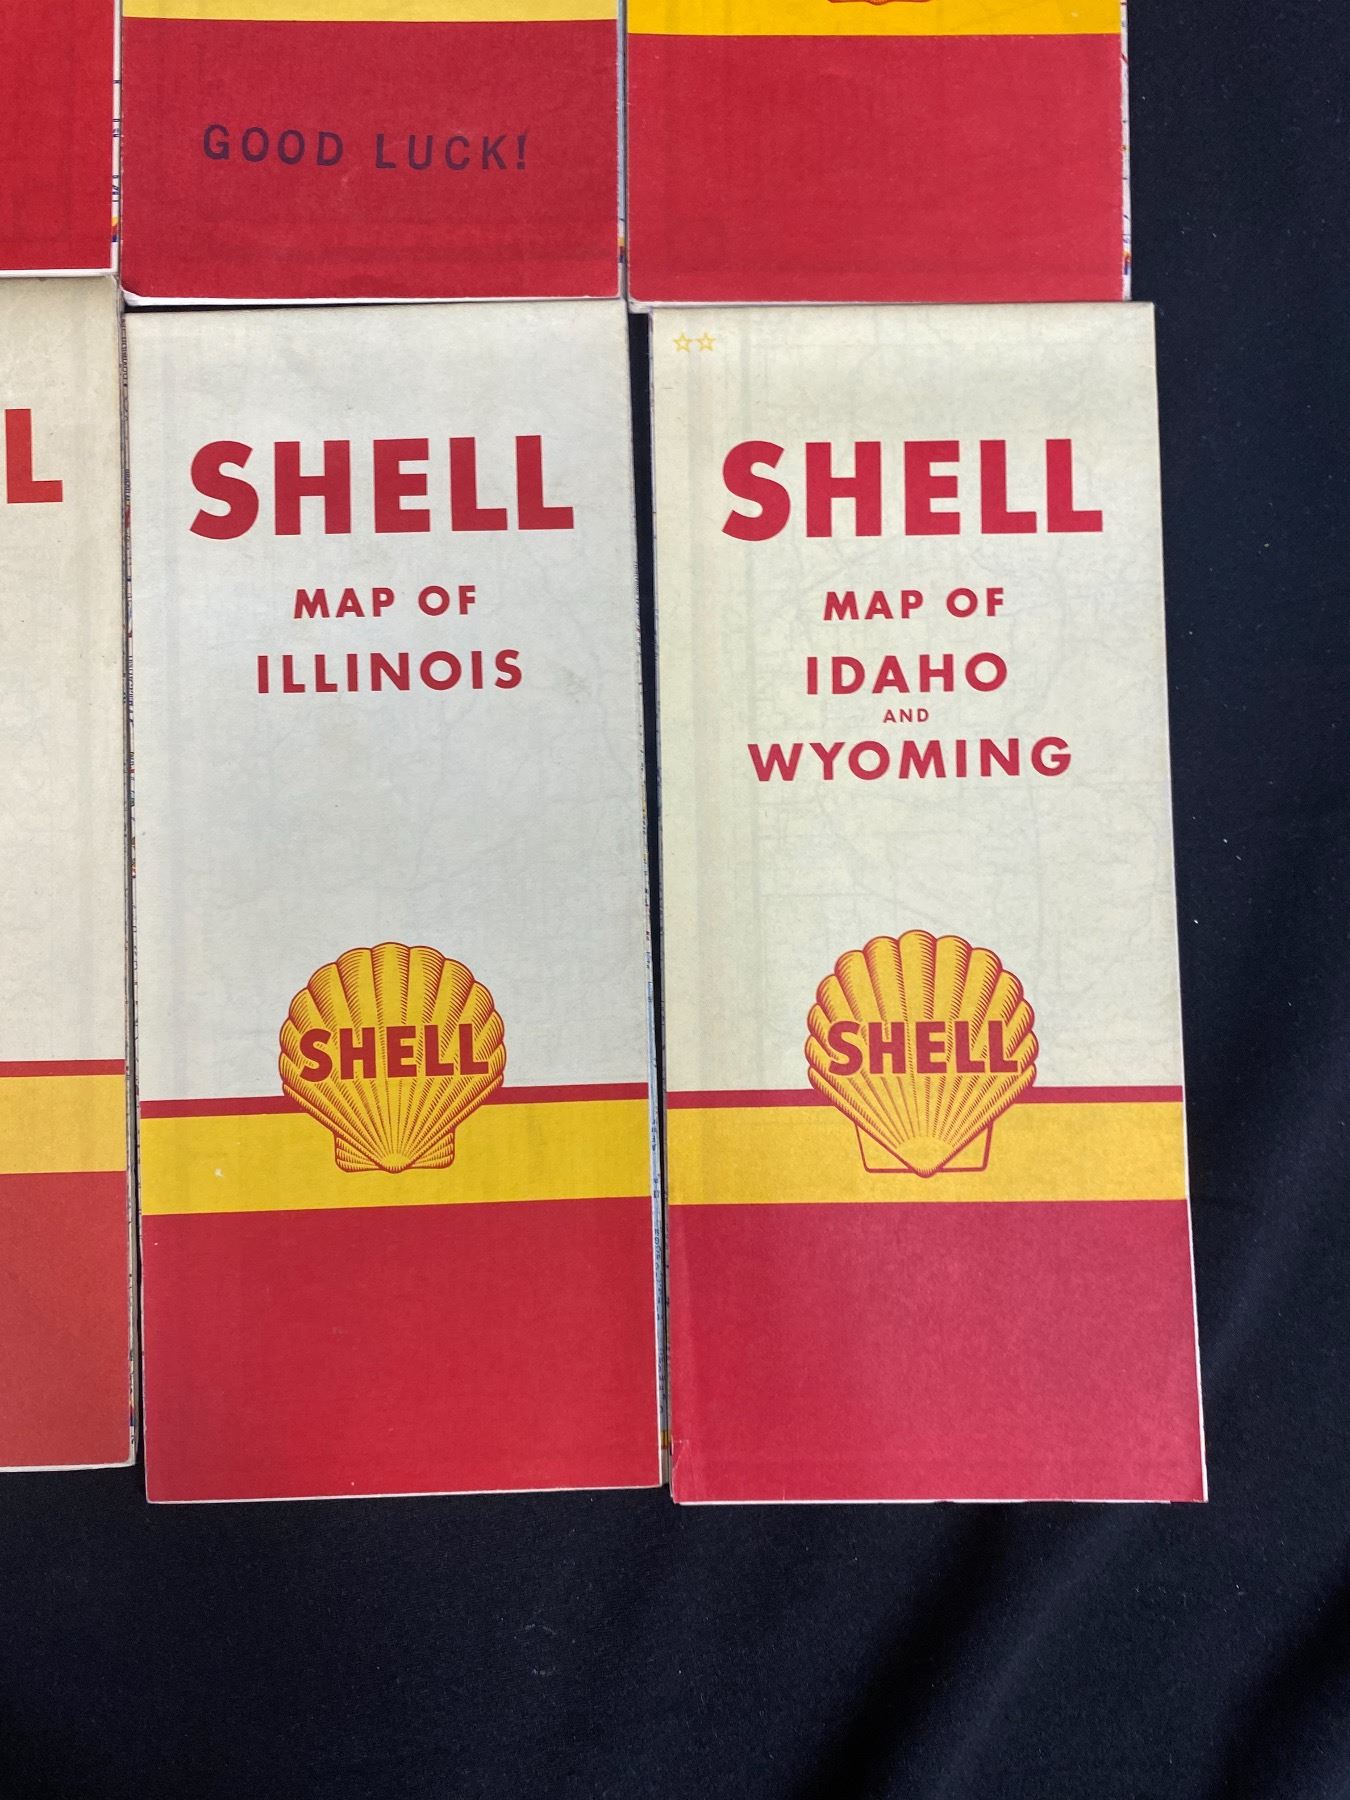 GOOD LUCK!
L
SHELL
MAP OF
ILLINOIS
SHELL
SHELL
MAP OF
IDAHO
AND
WYOMING
SHELL